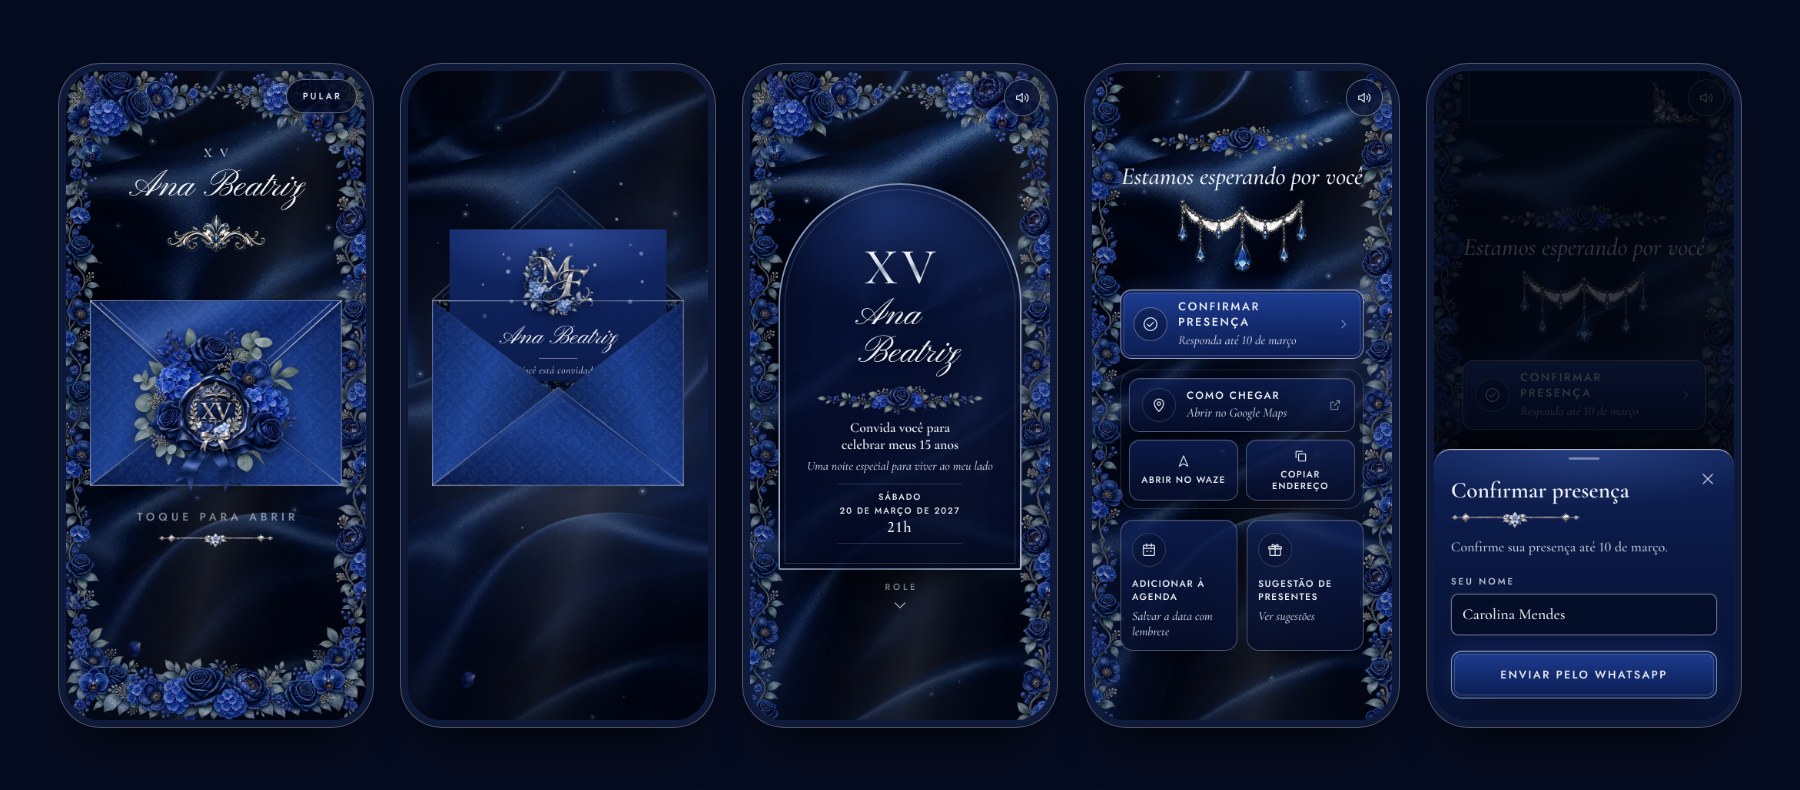 PULAR
XV
Ana Beatriz
XV
TOQUE PARA ABRIR
MF
Ana Beatriz
ocê está convidad
XV
Ana
Beatriz
Convida você para
celebrar meus 15 anos
Uma noite especial para viver ao meu lado
SÁBADO
20 DE MARÇO DE 2027
21h
ROLE
Estamos esperando por você
CONFIRMAR
PRESENÇA
Responda até 10 de março
COMO CHEGAR
Abrir no Google Maps
ABRIR NO WAZE
COPIAR
ENDEREÇO
ADICIONAR À
AGENDA
Salvar a data com
lembrete
SUGESTÃO DE
PRESENTES
Ver sugestões
Estamos esperando por você
CONFIRMAR
PRESENÇA
Responda até 10 de março
Confirmar presença
Confirme sua presença até 10 de março.
SEU NOME
Carolina Mendes
ENVIAR PELO WHATSAPP